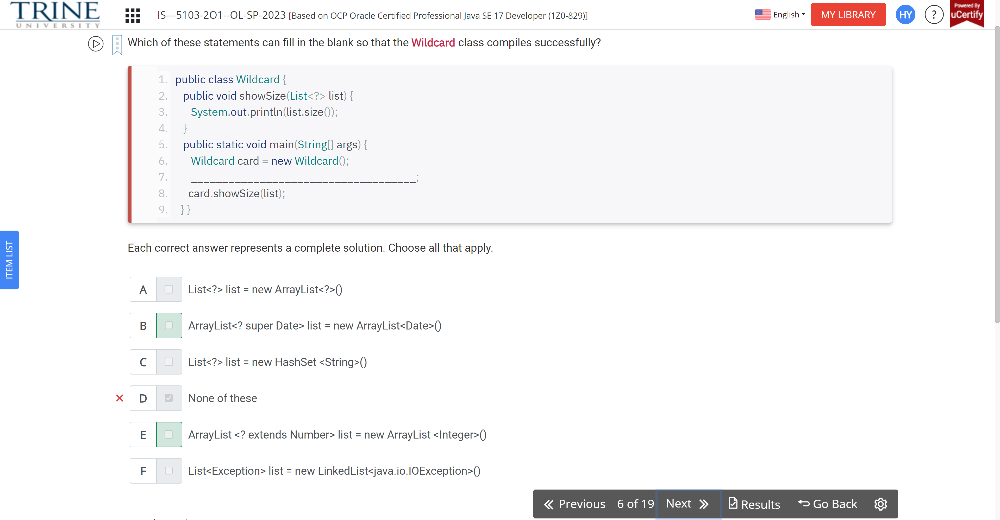 TRINE
UNIVERSITY
IS---5103-2O1--OL-SP-2023 [Based on OCP Oracle Certified Professional Java SE 17 Developer (1Z0-829)]
English
MY LIBRARY
HY
?
Powered By
uCertify
Which of these statements can fill in the blank so that the Wildcard class compiles successfully?
1. public class Wildcard {
2. public void showSize(List<?> list) {
3. System.out.println(list.size());
4. }
5. public static void main(String[] args) {
6. Wildcard card = new Wildcard();
7. ____________________________________;
8. card.showSize(list);
9. } }
ITEM LIST
Each correct answer represents a complete solution. Choose all that apply.
A List<?> list = new ArrayList<?>()
B ArrayList<? super Date> list = new ArrayList<Date>()
C List<?> list = new HashSet <String>()
D None of these
E ArrayList <? extends Number> list = new ArrayList <Integer>()
F List<Exception> list = new LinkedList<java.io.IOException>()
Previous 6 of 19 Next Results Go Back